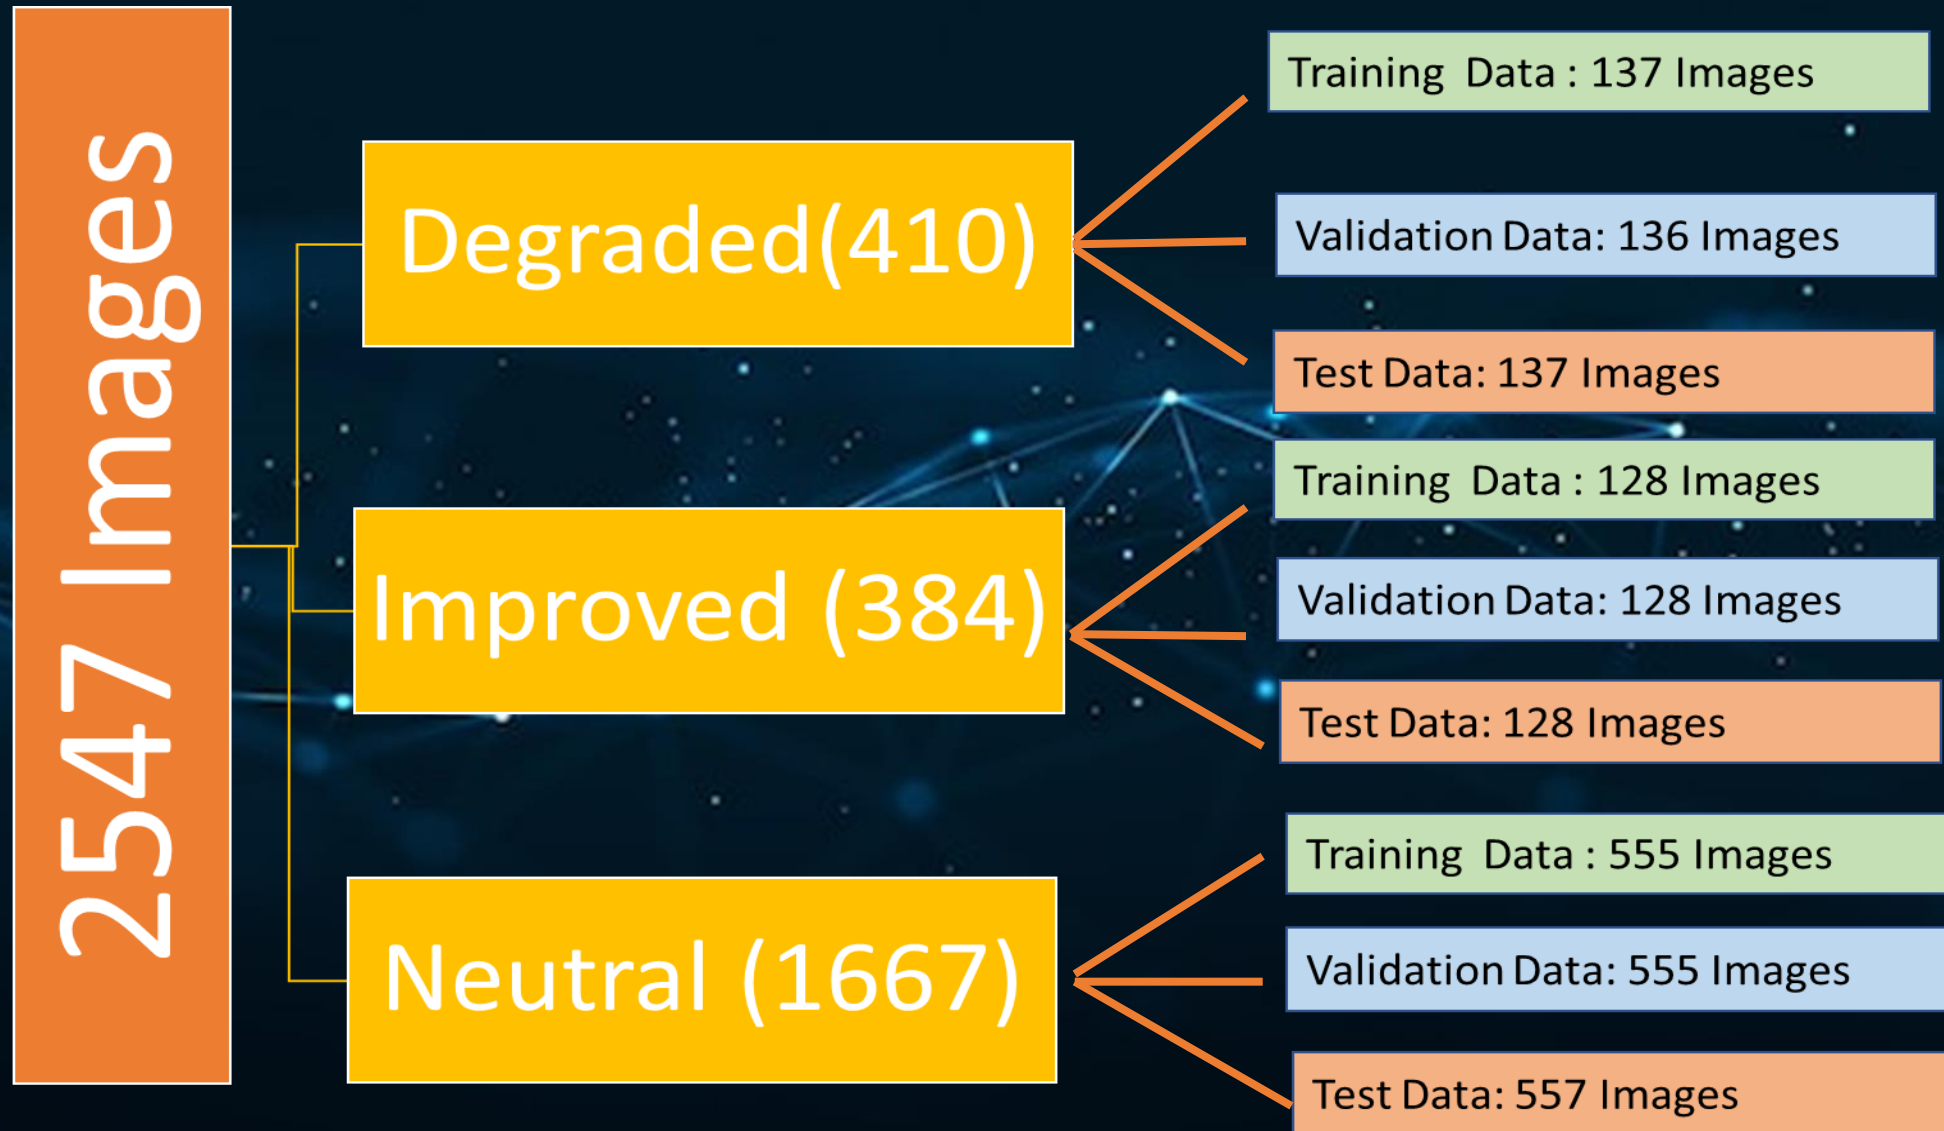 2547 Images
Degraded(410)
Training Data : 137 Images
Validation Data: 136 Images
Test Data: 137 Images
Improved (384)
Training Data : 128 Images
Validation Data: 128 Images
Test Data: 128 Images
Neutral (1667)
Training Data : 555 Images
Validation Data: 555 Images
Test Data: 557 Images